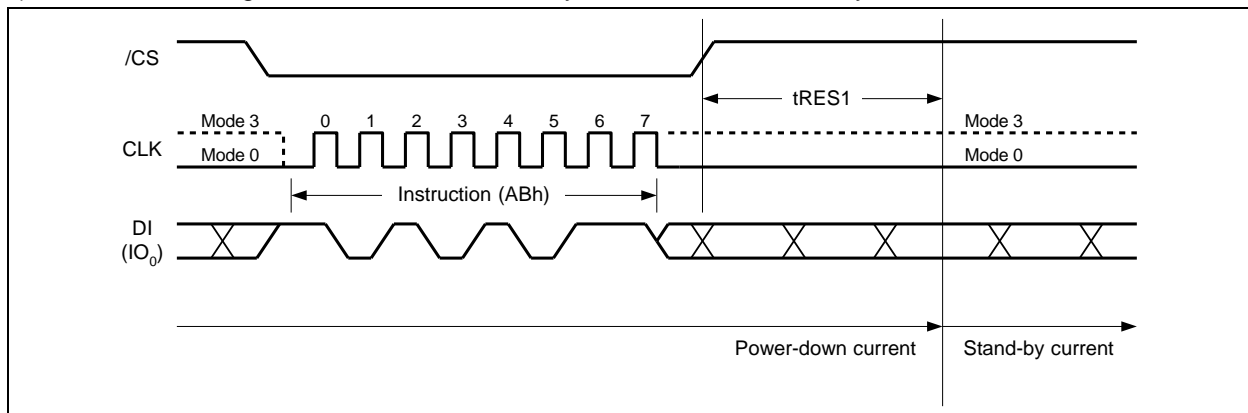 /CS
tRES1
Mode 3 0 1 2 3 4 5 6 7 Mode 3
CLK
Mode 0 Mode 0
Instruction (ABh)
DI
(IO0)
Power-down current Stand-by current